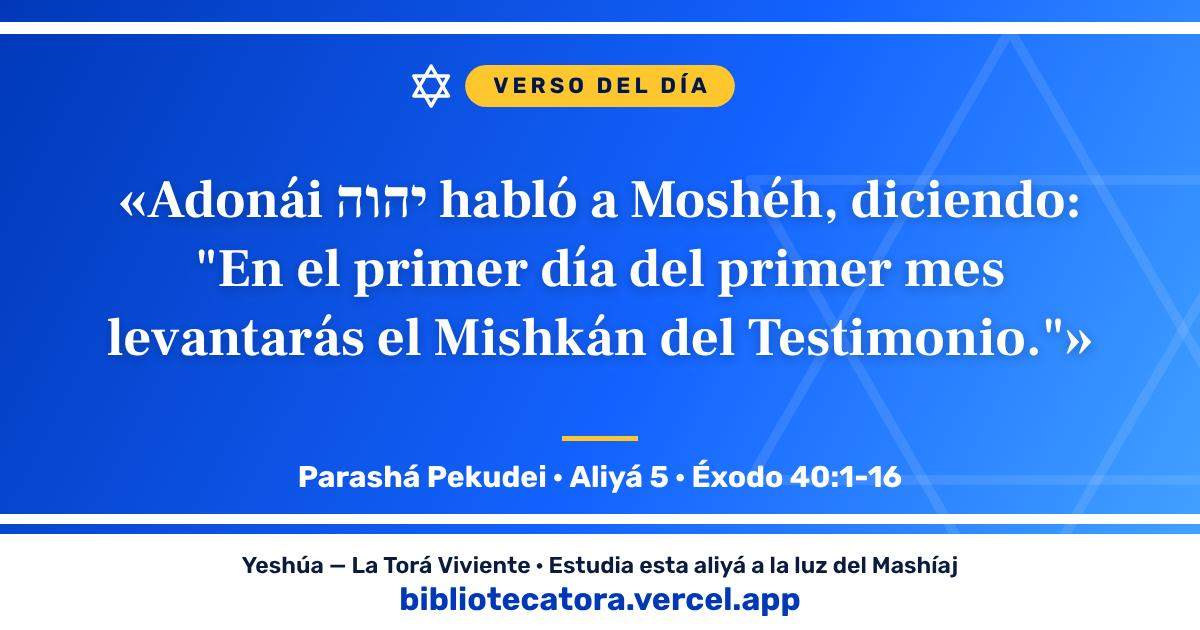 VERSO DEL DÍA
«Adonái יהוה habló a Moshéh, diciendo:
"En el primer día del primer mes
levantarás el Mishkán del Testimonio."»
Parashá Pekudei • Aliyá 5 • Éxodo 40:1-16
Yeshúa — La Torá Viviente • Estudia esta aliyá a la luz del Mashíaj
bibliotecatora.vercel.app